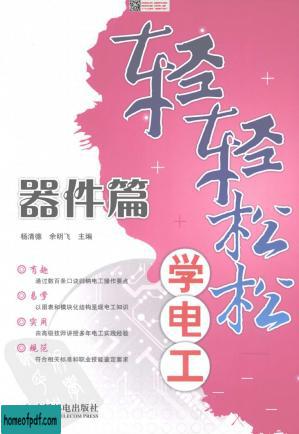 轻轻松松
学电工
器件篇
杨清德 余明飞 主编
有趣
通过数百条口诀归纳电工操作要点
易学
以图表和模块化结构呈现电工知识
实用
由高级技师讲授多年电工实践经验
规范
符合相关标准和职业技能鉴定要求
邮电出版社
homeofpdf.com